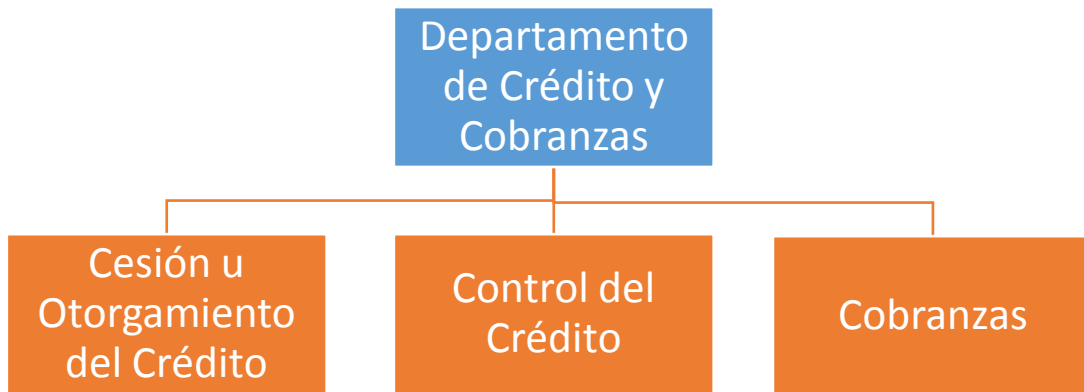 Departamento
de Crédito y
Cobranzas
Cesión u
Otorgamiento
del Crédito
Control del
Crédito
Cobranzas